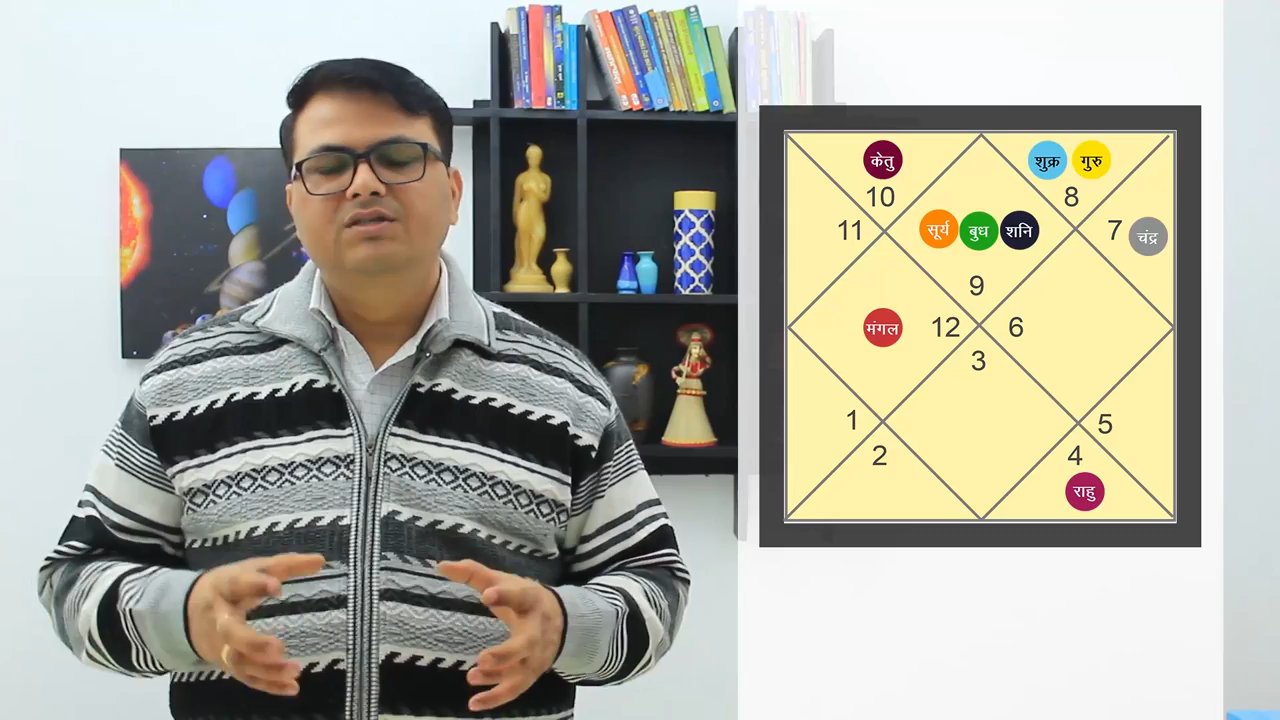 केतु
शुक्र गुरु
10
8
11
सूर्य बुध शनि
7 चंद्र
9
मंगल 12 6
3
1
5
2
4
राहु